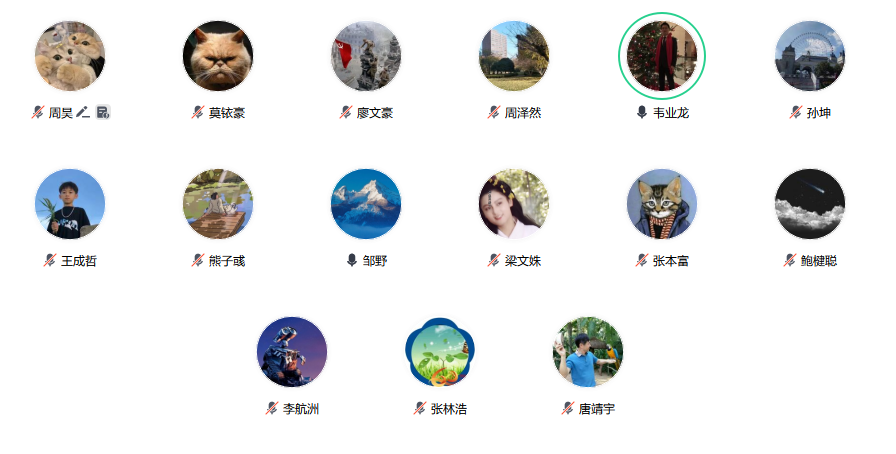 周昊
莫铱豪
廖文豪
周泽然
韦业龙
孙坤
王成哲
熊子彧
邹野
梁文姝
张本富
鲍楗聪
李航洲
张林浩
唐靖宇